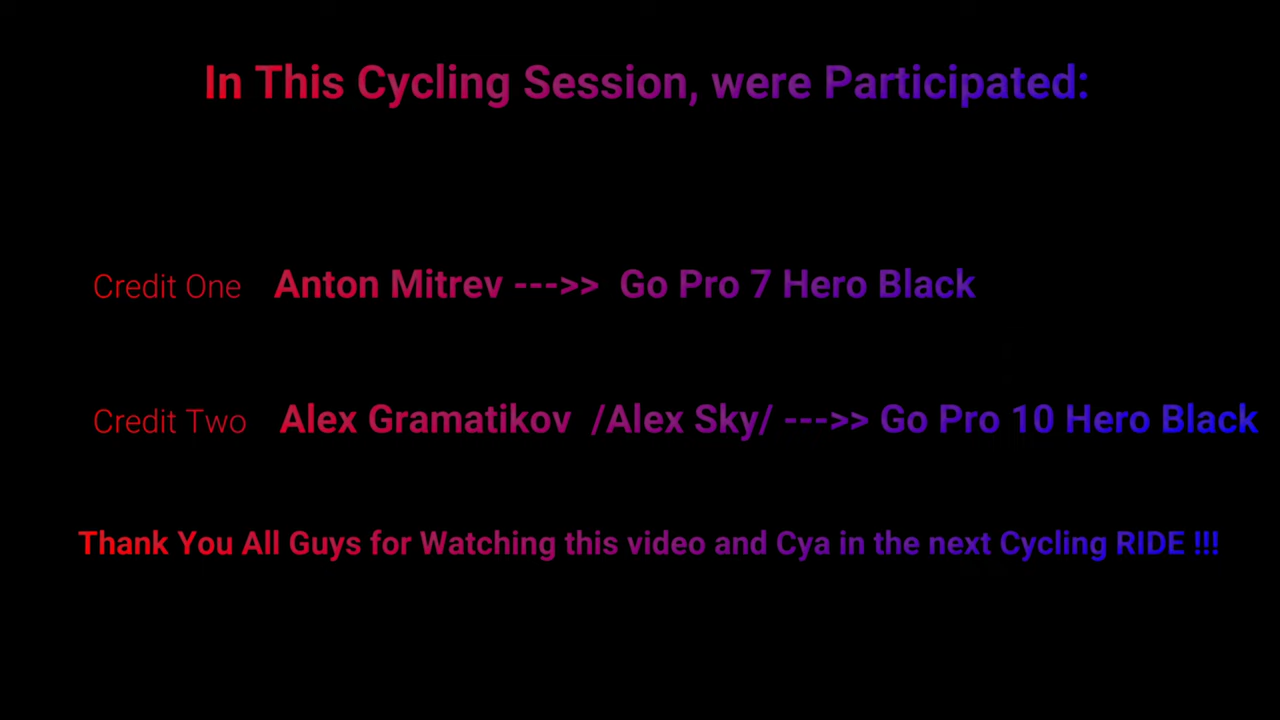 In This Cycling Session, were Participated:
Credit One Anton Mitrev --->> Go Pro 7 Hero Black
Credit Two Alex Gramatikov /Alex Sky/ --->> Go Pro 10 Hero Black
Thank You All Guys for Watching this video and Cya in the next Cycling RIDE !!!